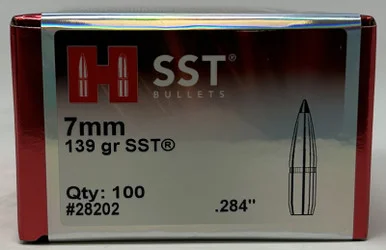 H SST®
BULLETS
7mm
139 gr SST®
Qty: 100
#28202 .284"